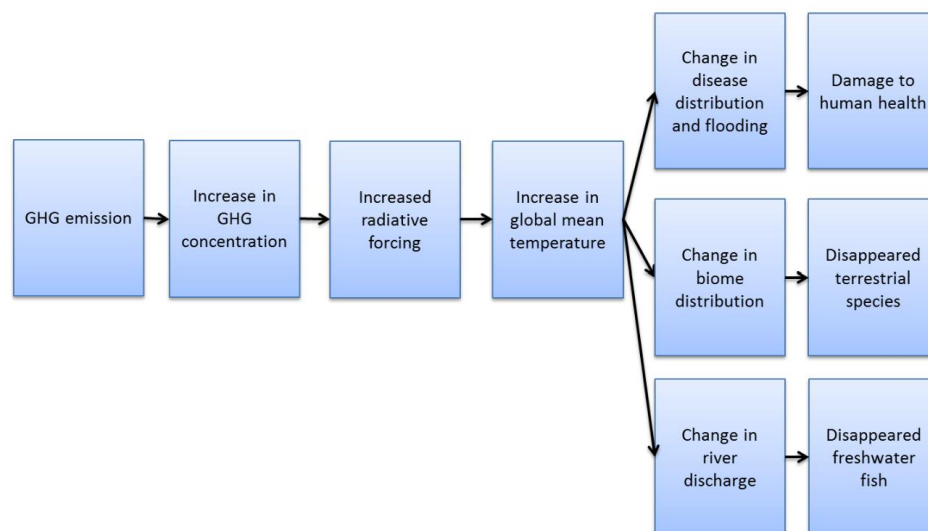 GHG emission
Increase in
GHG
concentration
Increased
radiative
forcing
Increase in
global mean
temperature
Change in
disease
distribution
and flooding
Damage to
human health
Change in
biome
distribution
Disappeared
terrestrial
species
Change in
river
discharge
Disappeared
freshwater
fish